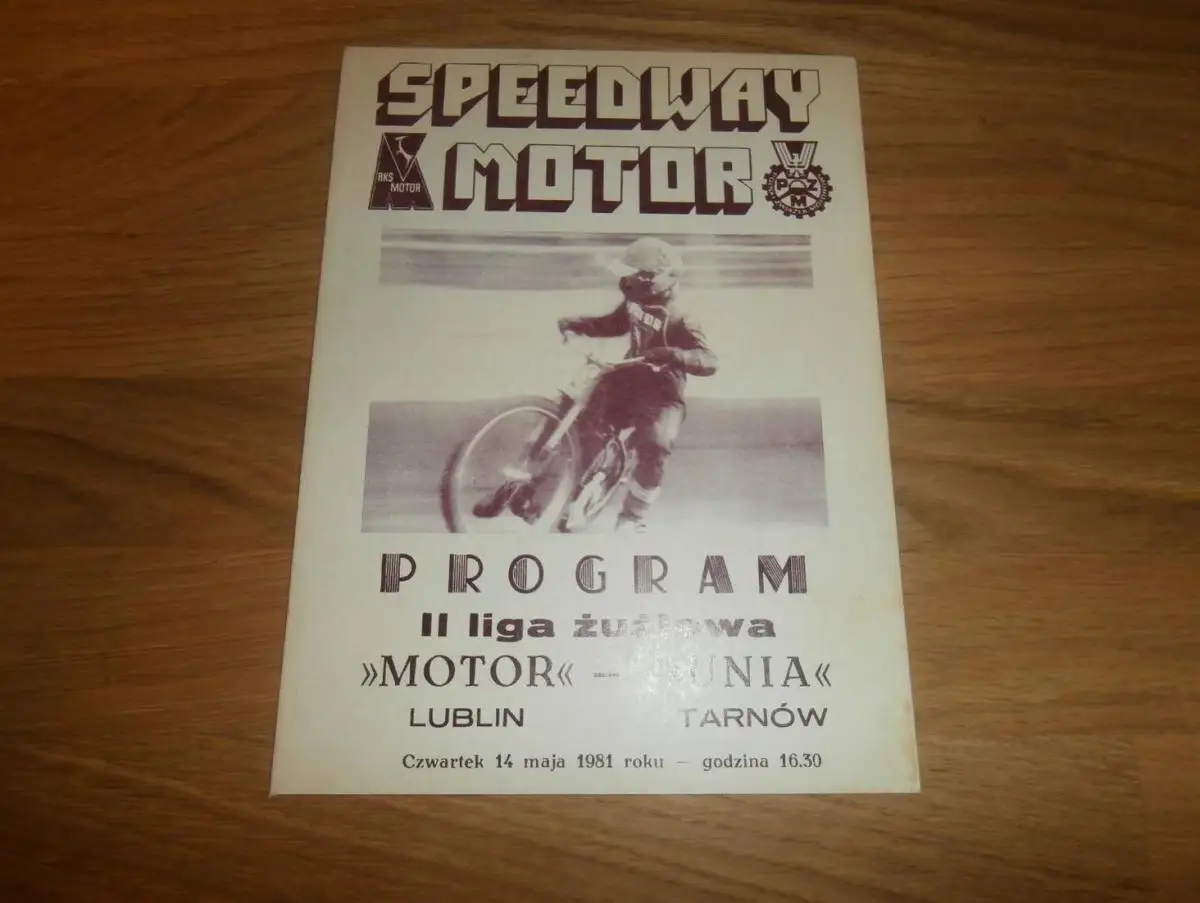 SPEEDWAY
MOTOR
RKS
MOTOR
PZM
PROGRAM
II liga żużlowa
»MOTOR« — »UNIA«
LUBLIN TARNÓW
Czwartek 14 maja 1981 roku — godzina 16.30